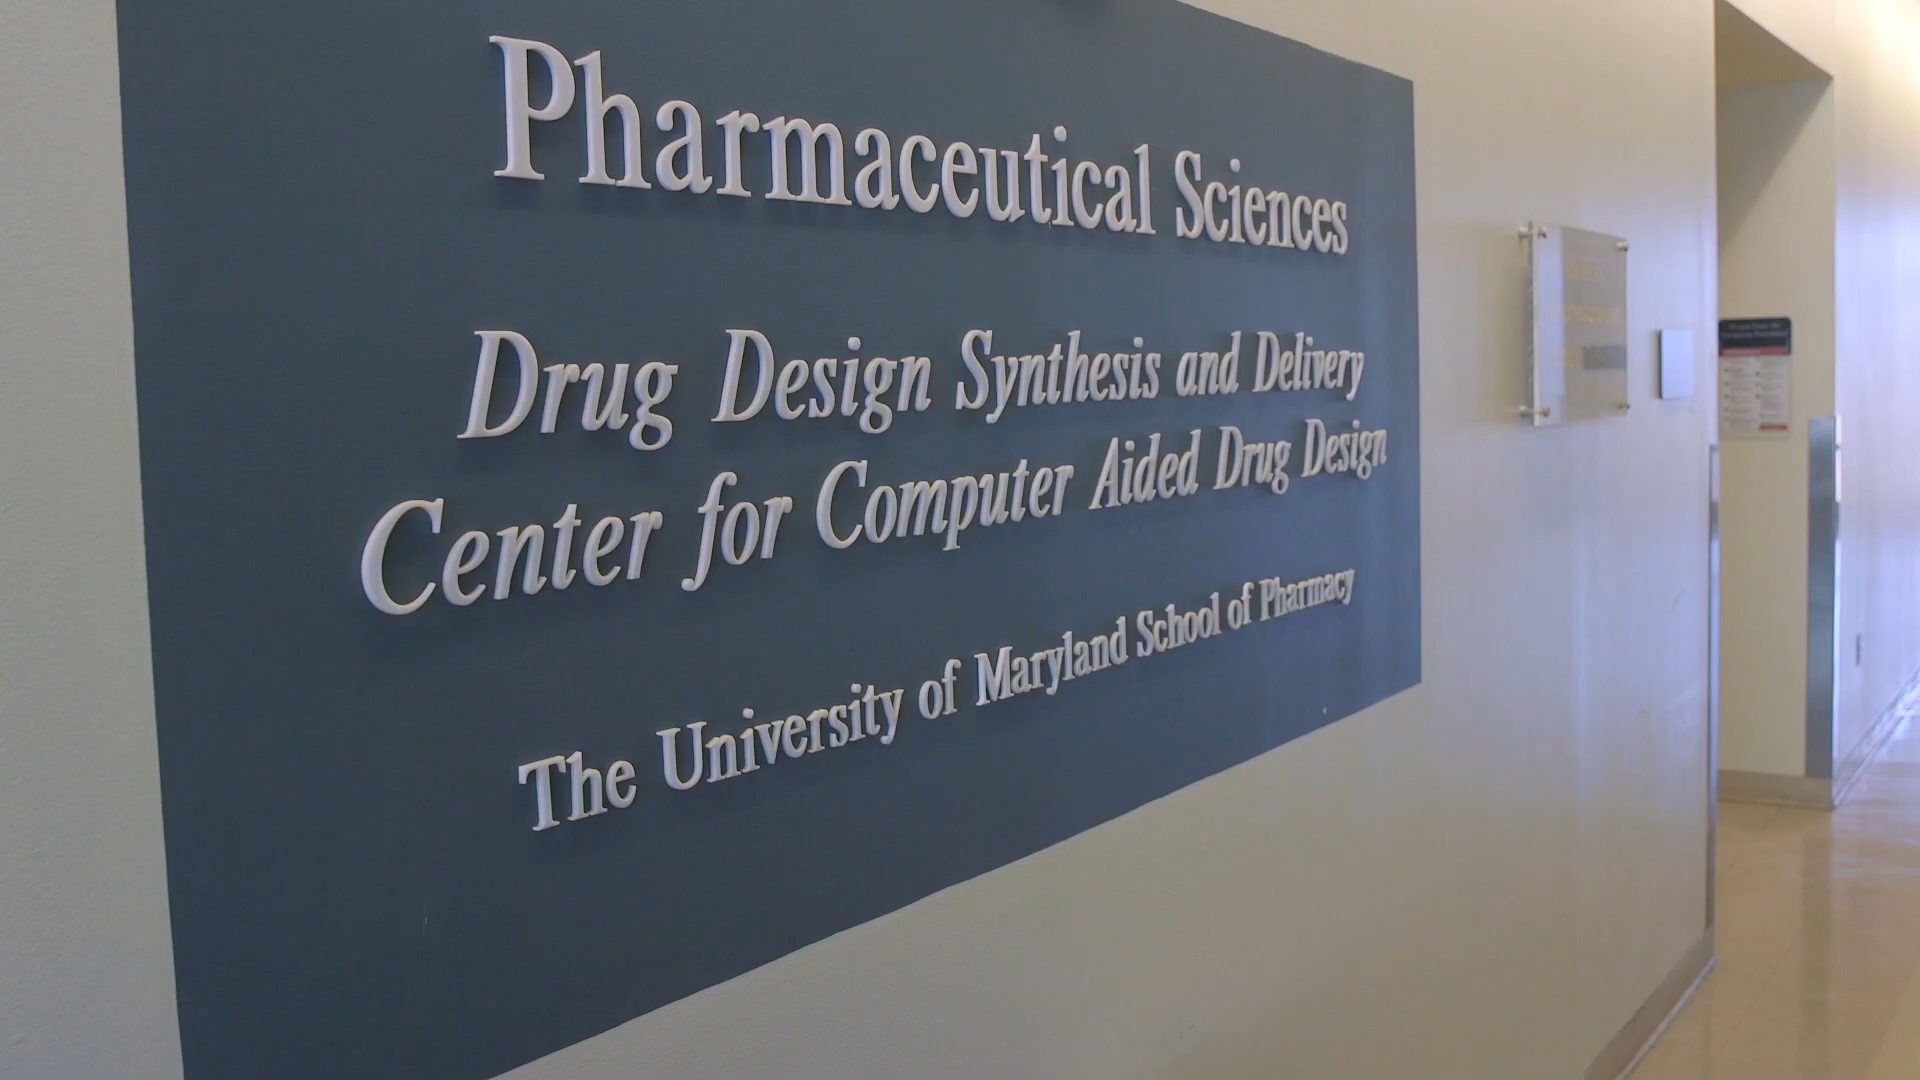 Pharmaceutical Sciences
Drug Design Synthesis and Delivery
Center for Computer Aided Drug Design
The University of Maryland School of Pharmacy